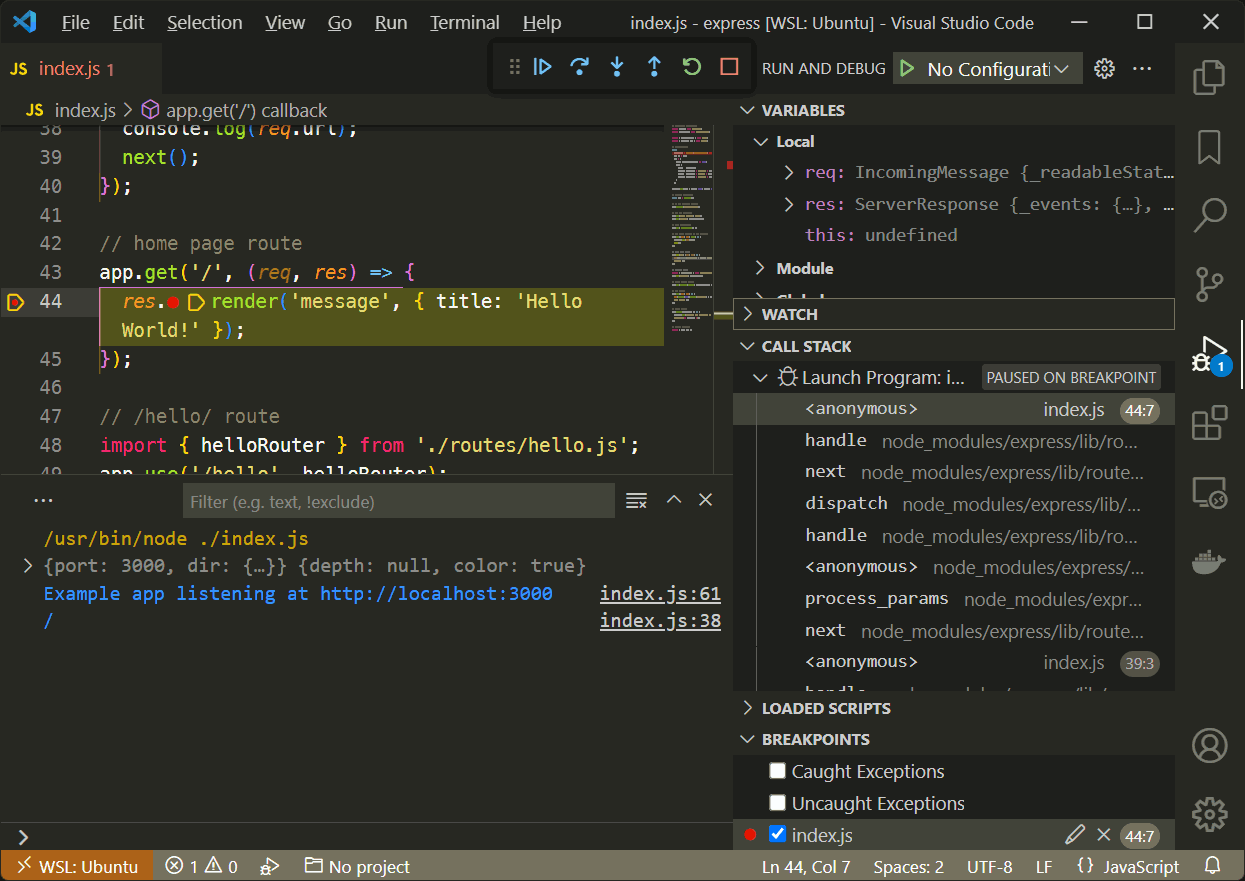 File Edit Selection View Go Run Terminal Help index.js - express [WSL: Ubuntu] - Visual Studio Code
JS index.js 1
RUN AND DEBUG No Configurati
JS index.js > app.get('/') callback
38 console.log(req.url);
39 next();
40 });
41
42 // home page route
43 app.get('/', (req, res) => {
44 res.render('message', { title: 'Hello
World!' });
45 });
46
47 // /hello/ route
48 import { helloRouter } from './routes/hello.js';
49 app.use('/hello', helloRouter);
VARIABLES
Local
req: IncomingMessage {_readableStat…
res: ServerResponse {_events: {…}, …
this: undefined
Module
Global
WATCH
CALL STACK
Launch Program: i... PAUSED ON BREAKPOINT
<anonymous> index.js 44:7
handle node_modules/express/lib/ro...
next node_modules/express/lib/route...
dispatch node_modules/express/lib/...
handle node_modules/express/lib/ro...
<anonymous> node_modules/express/...
process_params node_modules/expr...
next node_modules/express/lib/route...
<anonymous> index.js 39:3
handle node_modules/express/lib/ro...
LOADED SCRIPTS
BREAKPOINTS
Caught Exceptions
Uncaught Exceptions
index.js 44:7
1
Filter (e.g. text, !exclude)
/usr/bin/node ./index.js
{port: 3000, dir: {…}} {depth: null, color: true}
Example app listening at http://localhost:3000 index.js:61
/ index.js:38
WSL: Ubuntu 1 0 No project Ln 44, Col 7 Spaces: 2 UTF-8 LF {} JavaScript